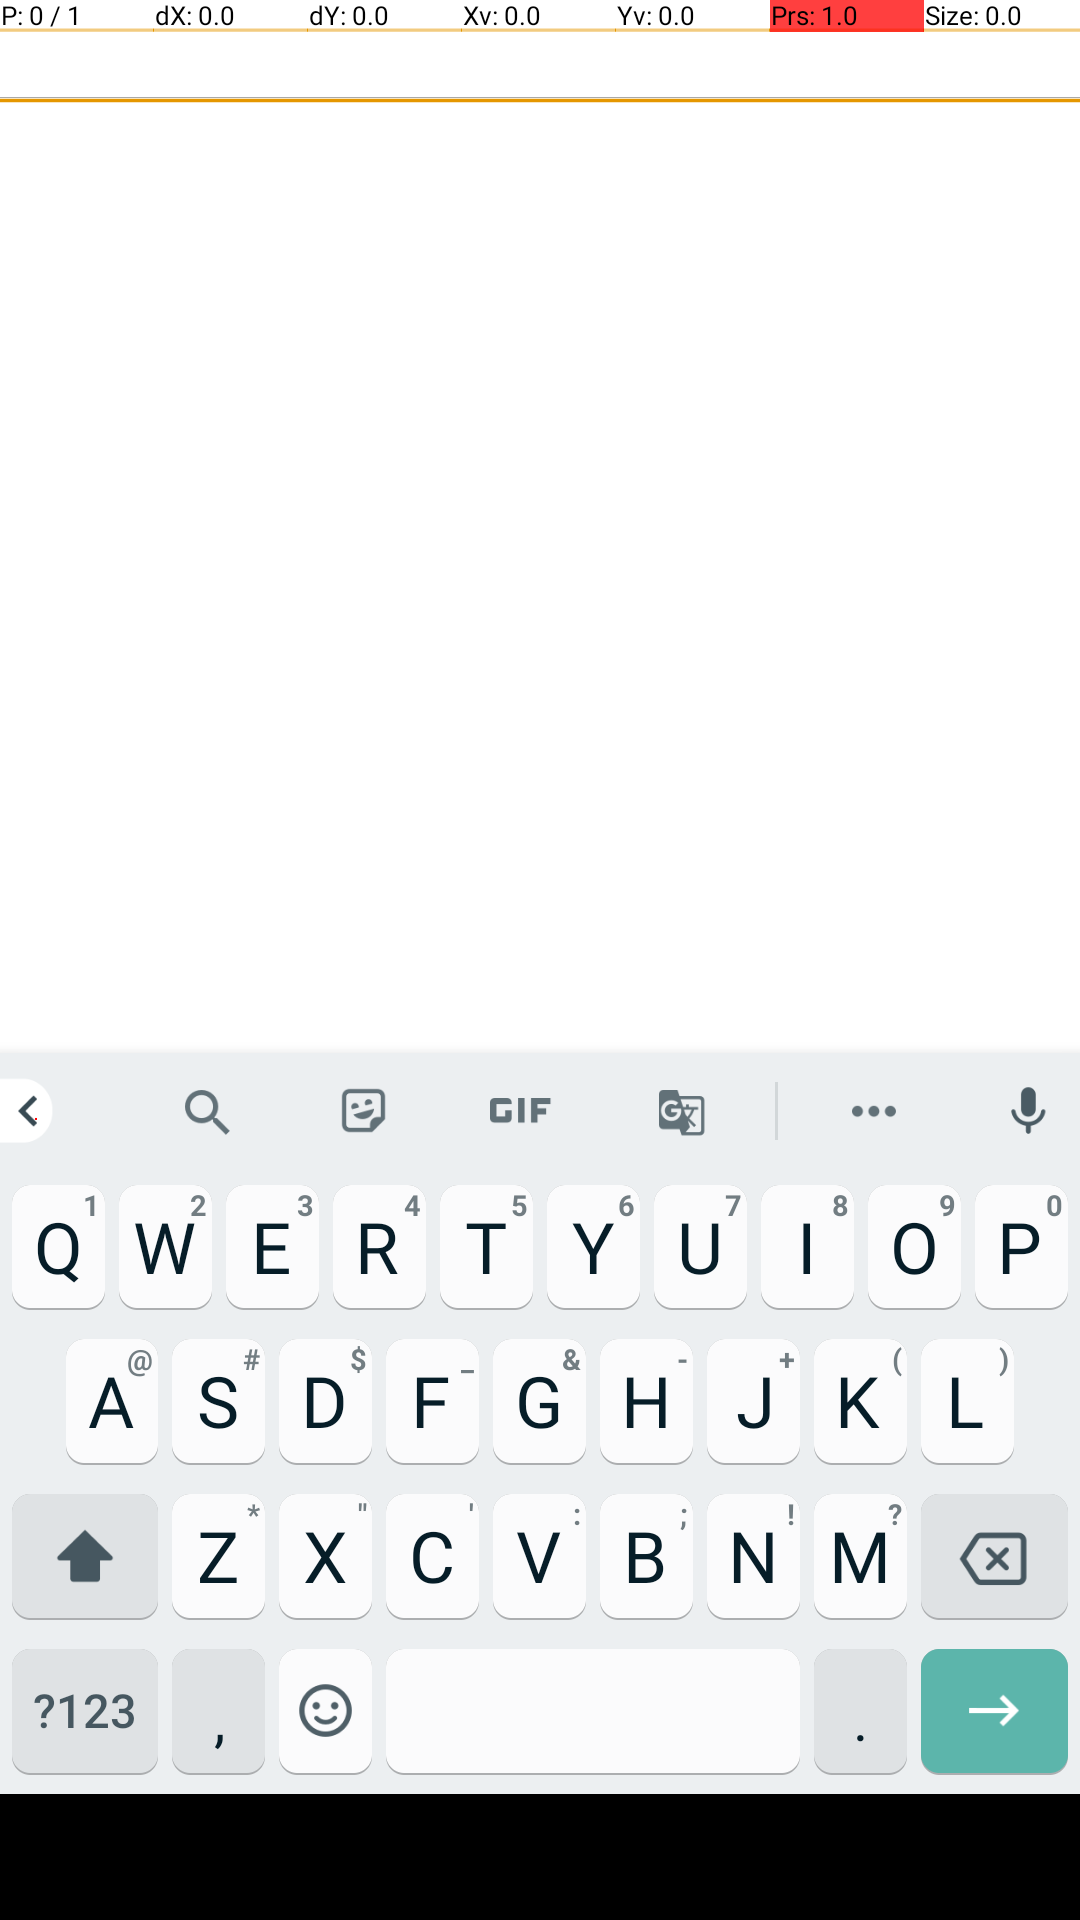 P: 0 / 1 dX: 0.0 dY: 0.0 Xv: 0.0 Yv: 0.0 Prs: 1.0 Size: 0.0
GIF G 文
1 2 3 4 5 6 7 8 9 0
Q W E R T Y U I O P
@ # $ _ & - + ( )
A S D F G H J K L
* " ' : ; ! ?
Z X C V B N M
?123 , .